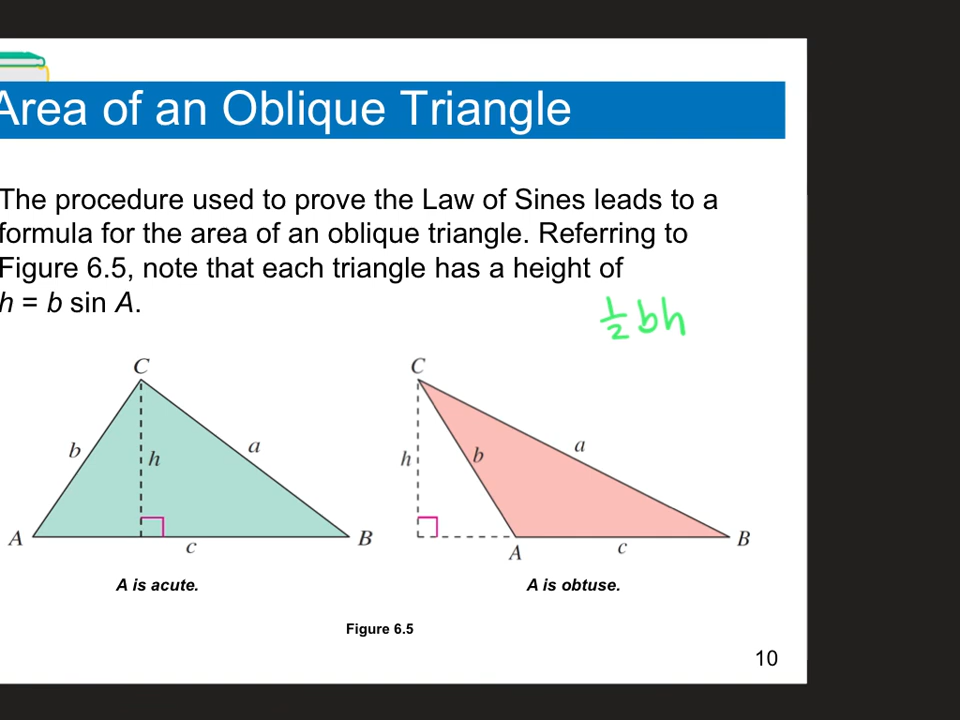 Area of an Oblique Triangle
The procedure used to prove the Law of Sines leads to a
formula for the area of an oblique triangle. Referring to
Figure 6.5, note that each triangle has a height of
h = b sin A.
½ bh
C
b
h
a
A
c
B
A is acute.
C
h
b
a
A
c
B
A is obtuse.
Figure 6.5
10